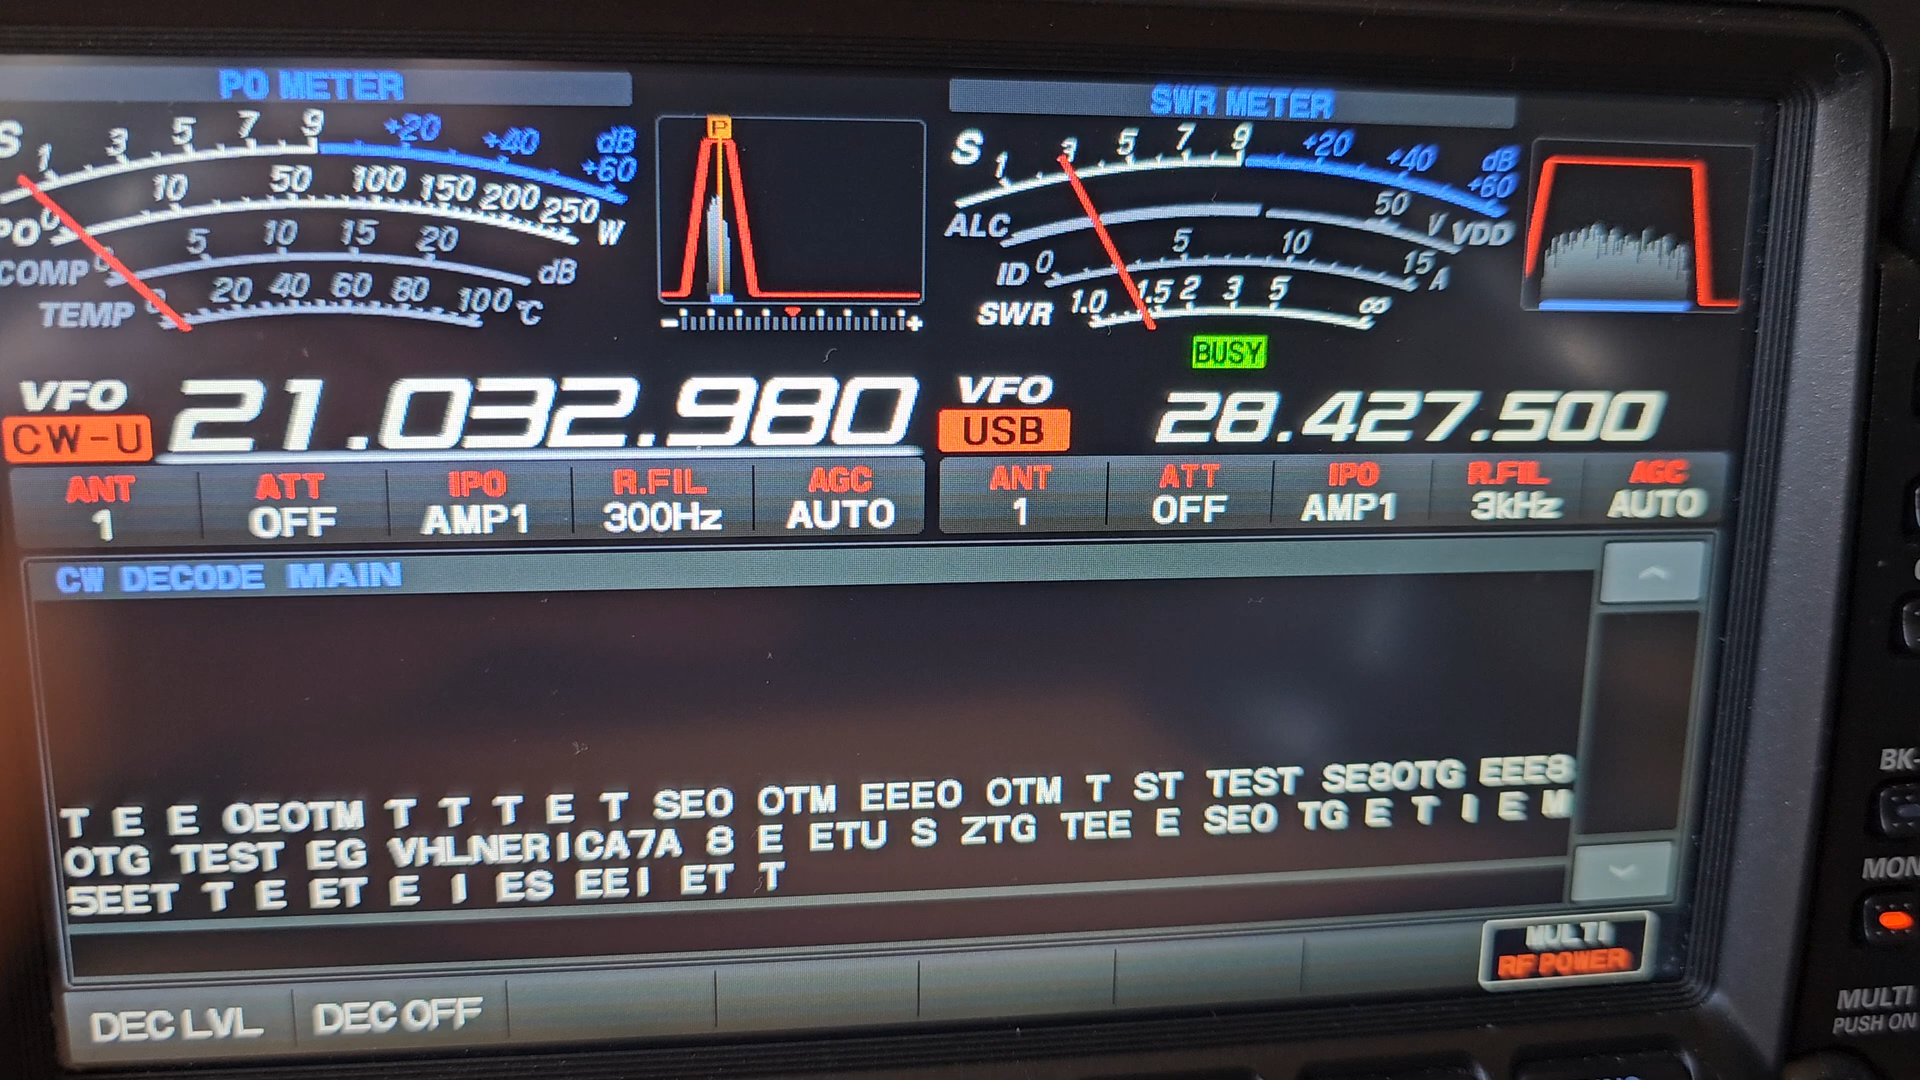 PO METER
SWR METER
S 1 3 5 7 9 +20 +40 dB +60
PO 0 10 50 100 150 200 250 W
COMP 0 5 10 15 20 dB
TEMP 0 20 40 60 80 100 °C
P
- +
S 1 3 5 7 9 +20 +40 dB +60
ALC 50 V VDD
ID 0 5 10 15 A
SWR 1.0 1.5 2 3 5 ∞
BUSY
VFO
CW-U
21.032.980
VFO
USB
28.427.500
ANT ATT IPO R.FIL AGC
1 OFF AMP1 300Hz AUTO
ANT ATT IPO R.FIL AGC
1 OFF AMP1 3kHz AUTO
CW DECODE MAIN
T E E OEOTM T T T E T SEO OTM EEEO OTM T ST TEST SE8OTG EEE8
OTG TEST EG VHLNERICA7A 8 E ETU S ZTG TEE E SEO TG E T I E M
5EET T E ET E I ES EEI ET T
MULTI
RF POWER
DEC LVL DEC OFF
BK-
MON
MULTI
PUSH ON